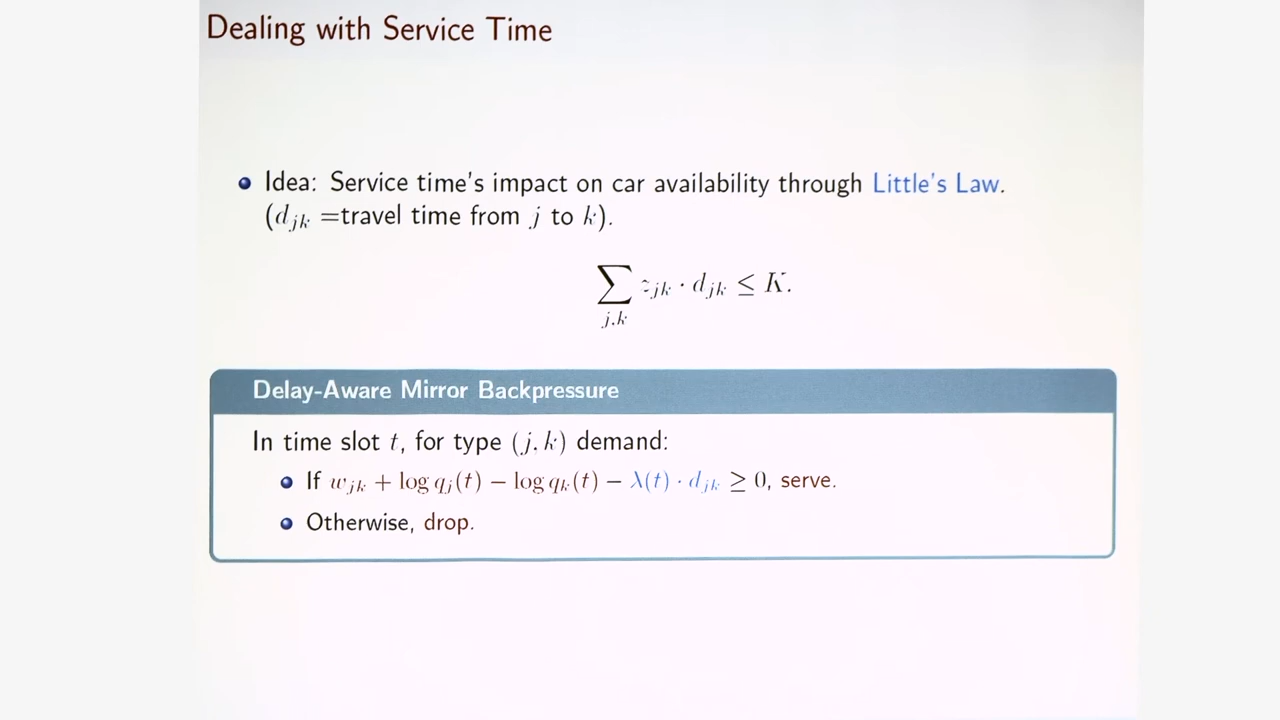 Dealing with Service Time
Idea: Service time's impact on car availability through Little's Law.
(d_{jk} =travel time from j to k).
∑_{j,k} z_{jk} · d_{jk} ≤ K.
Delay-Aware Mirror Backpressure
In time slot t, for type (j, k) demand:
If w_{jk} + log q_j(t) − log q_k(t) − λ(t) · d_{jk} ≥ 0, serve.
Otherwise, drop.